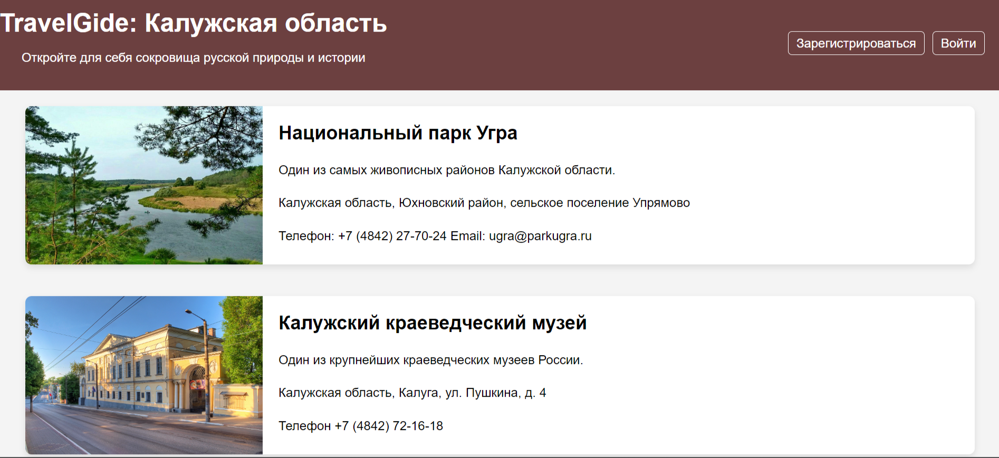 TravelGide: Калужская область
Откройте для себя сокровища русской природы и истории
Зарегистрироваться
Войти
Национальный парк Угра
Один из самых живописных районов Калужской области.
Калужская область, Юхновский район, сельское поселение Упрямово
Телефон: +7 (4842) 27-70-24 Email: ugra@parkugra.ru
Калужский краеведческий музей
Один из крупнейших краеведческих музеев России.
Калужская область, Калуга, ул. Пушкина, д. 4
Телефон +7 (4842) 72-16-18